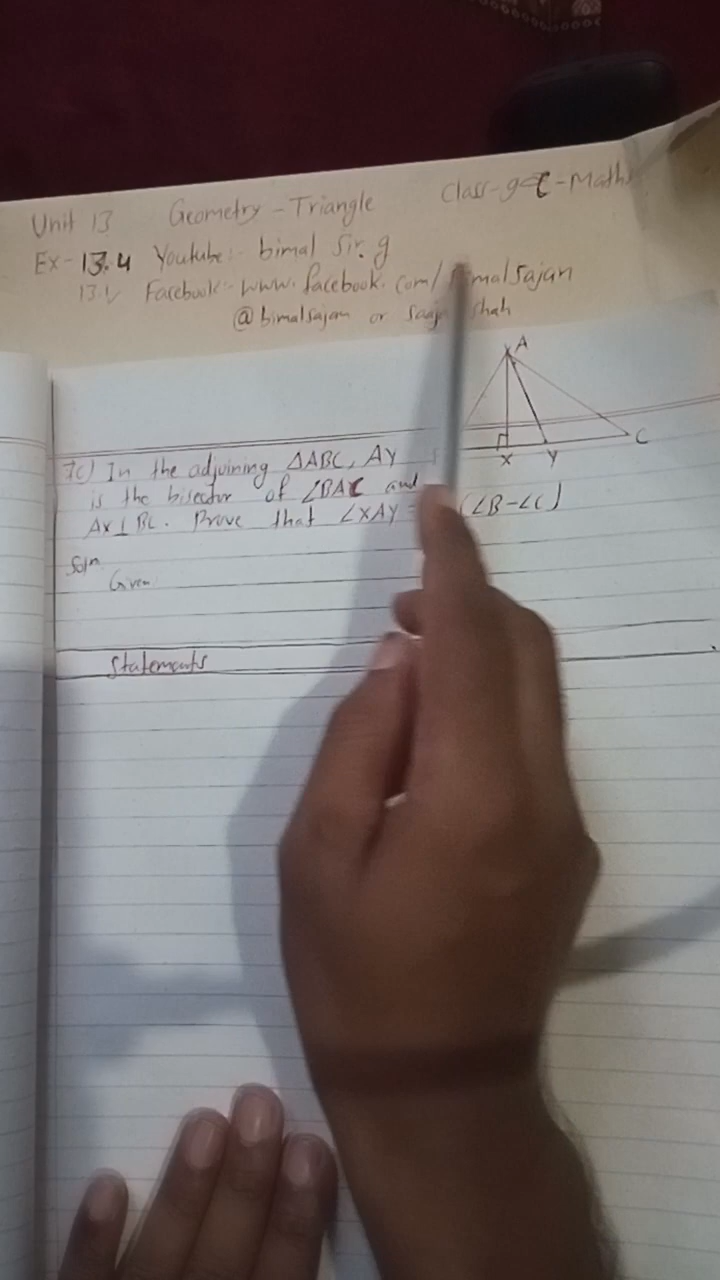 Unit 13 Geometry - Triangle Class-9 - Maths
Ex-13.4 Youtube:- bimal Sir. g
13.1 Facebook:- www.facebook.com/bimalsajan
@bimalsajan or shah
A
X Y C
7c) In the adjoining ΔABC, AY
is the bisector of ∠BAC and
AX⊥BC. Prove that ∠XAY = (∠B-∠C)
Soln
Given
Statements